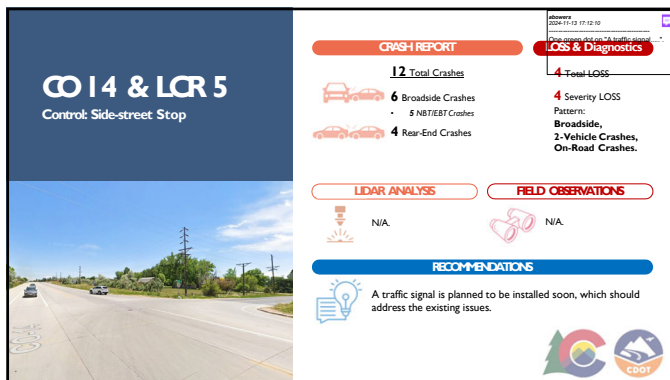 CO 14 & LCR 5
Control: Side-street Stop
abowers
2024-11-13 17:12:10
One green dot on "A traffic signal ...".
CRASH REPORT
12 Total Crashes
6 Broadside Crashes
• 5 NBT/EBT Crashes
4 Rear-End Crashes
LOSS & Diagnostics
4 Total LOSS
4 Severity LOSS
Pattern:
Broadside,
2-Vehicle Crashes,
On-Road Crashes.
LIDAR ANALYSIS
N/A.
FIELD OBSERVATIONS
N/A.
RECOMMENDATIONS
A traffic signal is planned to be installed soon, which should
address the existing issues.
CO-14
CDOT